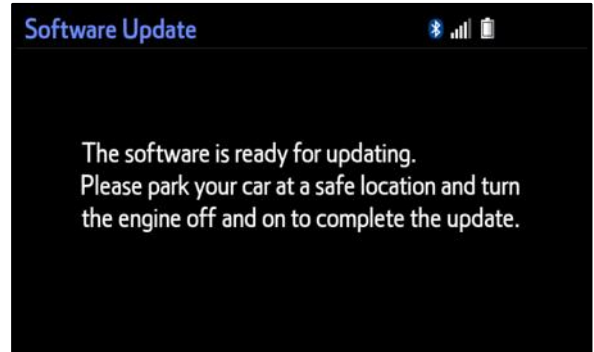 Software Update
The software is ready for updating.
Please park your car at a safe location and turn
the engine off and on to complete the update.